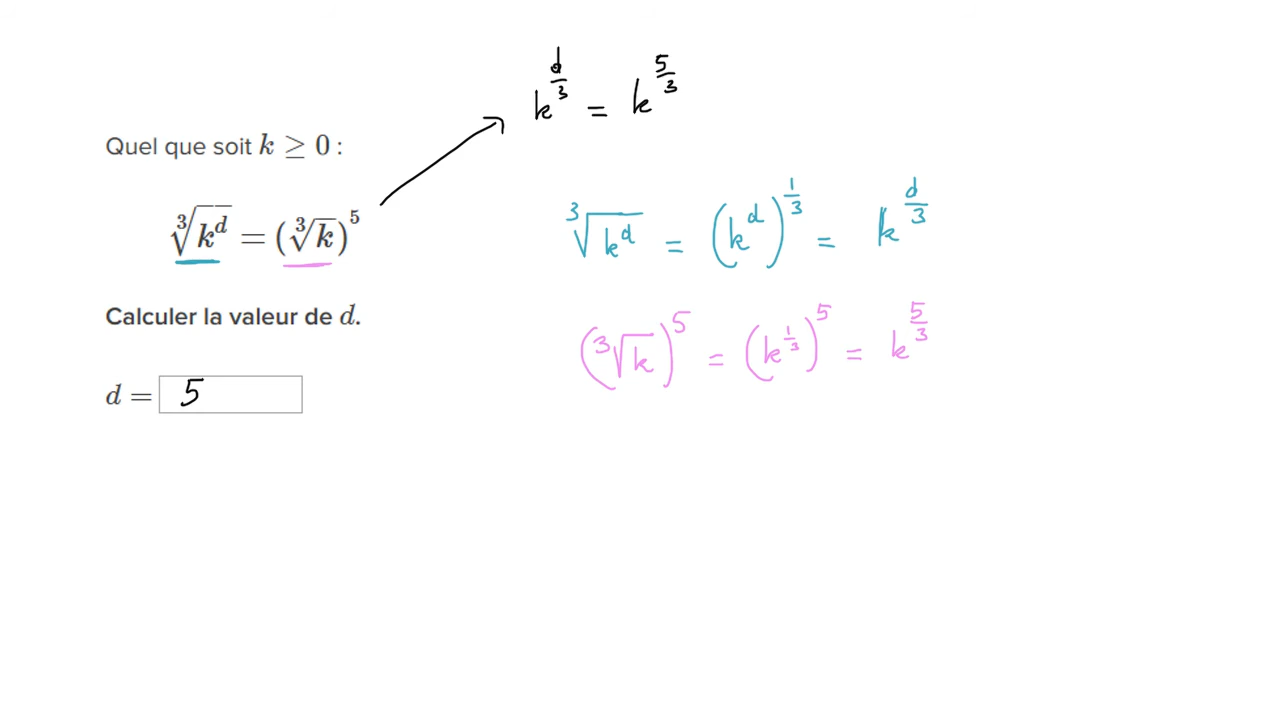 k^(d/3) = k^(5/3)
Quel que soit k ≥ 0 :
∛(k^d) = (∛k)^5
∛(k^d) = (k^d)^(1/3) = k^(d/3)
Calculer la valeur de d.
(∛k)^5 = (k^(1/3))^5 = k^(5/3)
d = 5